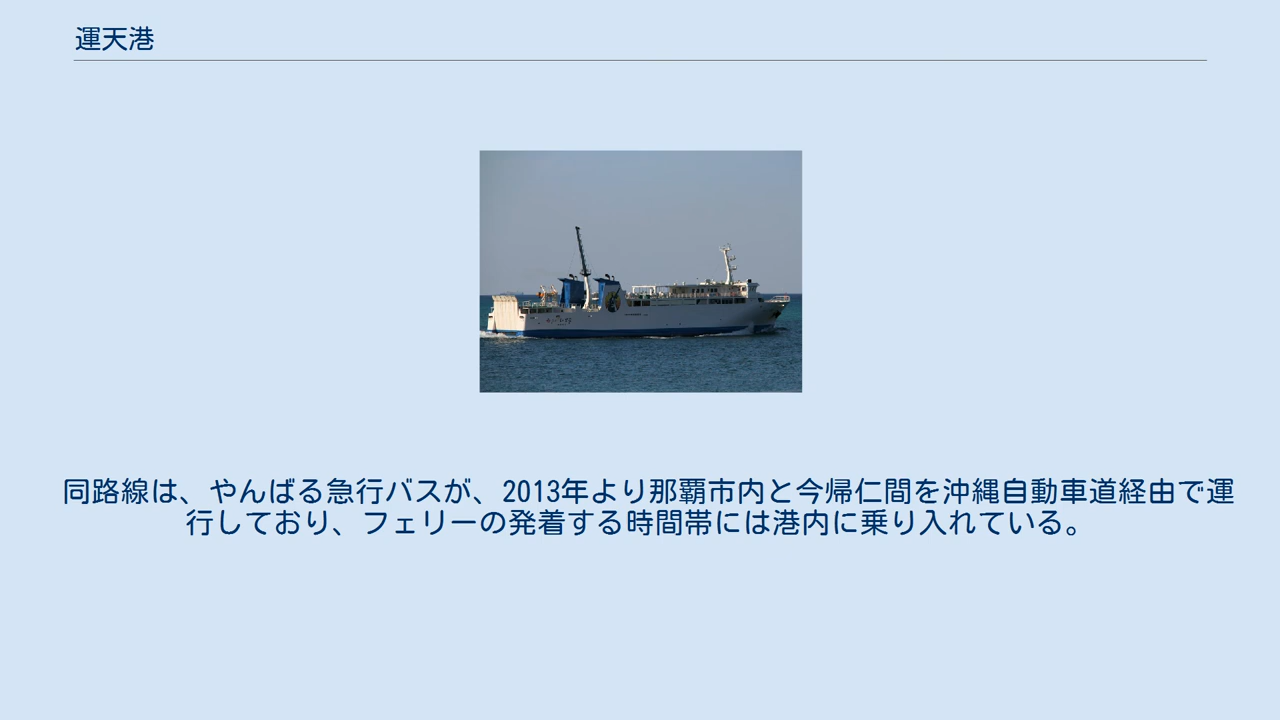 運天港
同路線は、やんばる急行バスが、2013年より那覇市内と今帰仁間を沖縄自動車道経由で運
行しており、フェリーの発着する時間帯には港内に乗り入れている。